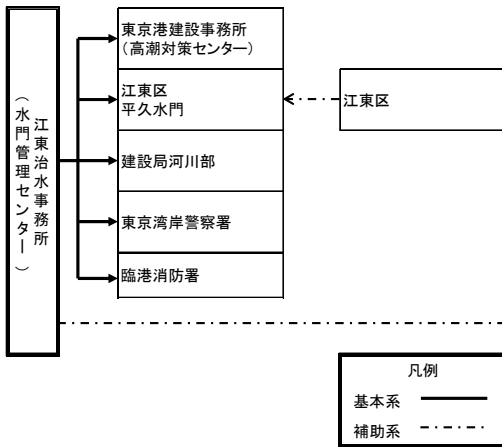 江東治水事務所
（水門管理センター）
東京港建設事務所
（高潮対策センター）
江東区
平久水門
建設局河川部
東京湾岸警察署
臨港消防署
江東区
凡例
基本系
補助系